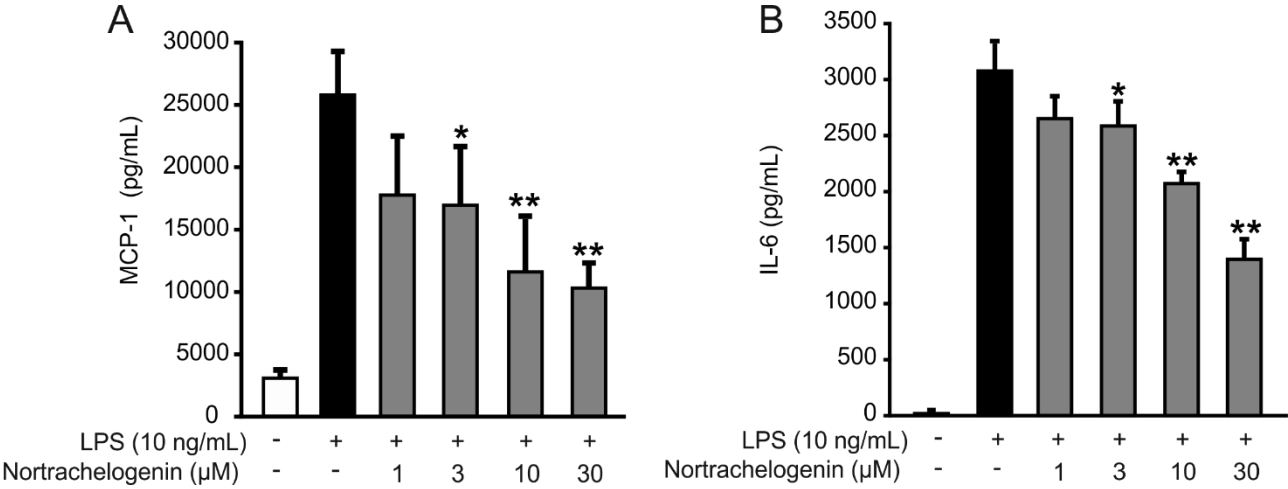 A
MCP-1 (pg/mL)
30000
25000
20000
15000
10000
5000
0
*
**
**
LPS (10 ng/mL) - + + + + +
Nortrachelogenin (µM) - - 1 3 10 30
B
IL-6 (pg/mL)
3500
3000
2500
2000
1500
1000
500
0
*
**
**
LPS (10 ng/mL) - + + + + +
Nortrachelogenin (µM) - - 1 3 10 30